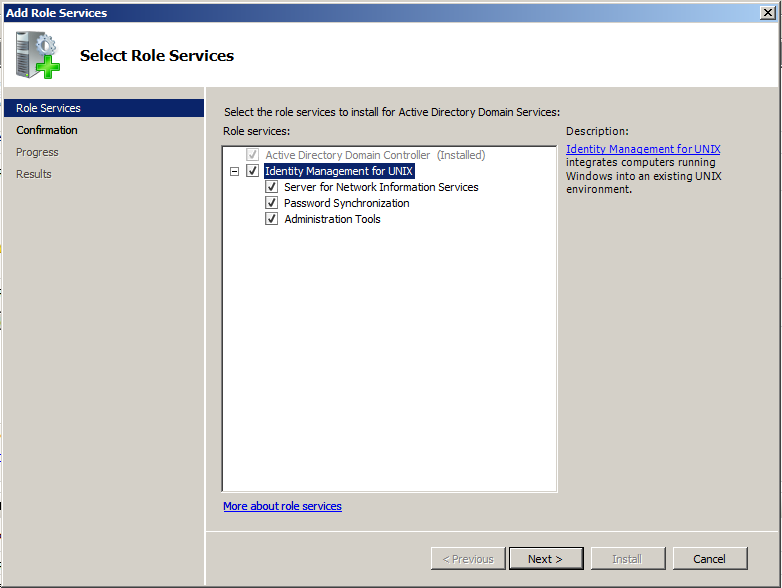 Add Role Services
Select Role Services
Role Services
Confirmation
Progress
Results
Select the role services to install for Active Directory Domain Services:
Role services:
Active Directory Domain Controller (Installed)
Identity Management for UNIX
Server for Network Information Services
Password Synchronization
Administration Tools
Description:
Identity Management for UNIX
integrates computers running
Windows into an existing UNIX
environment.
More about role services
< Previous
Next >
Install
Cancel